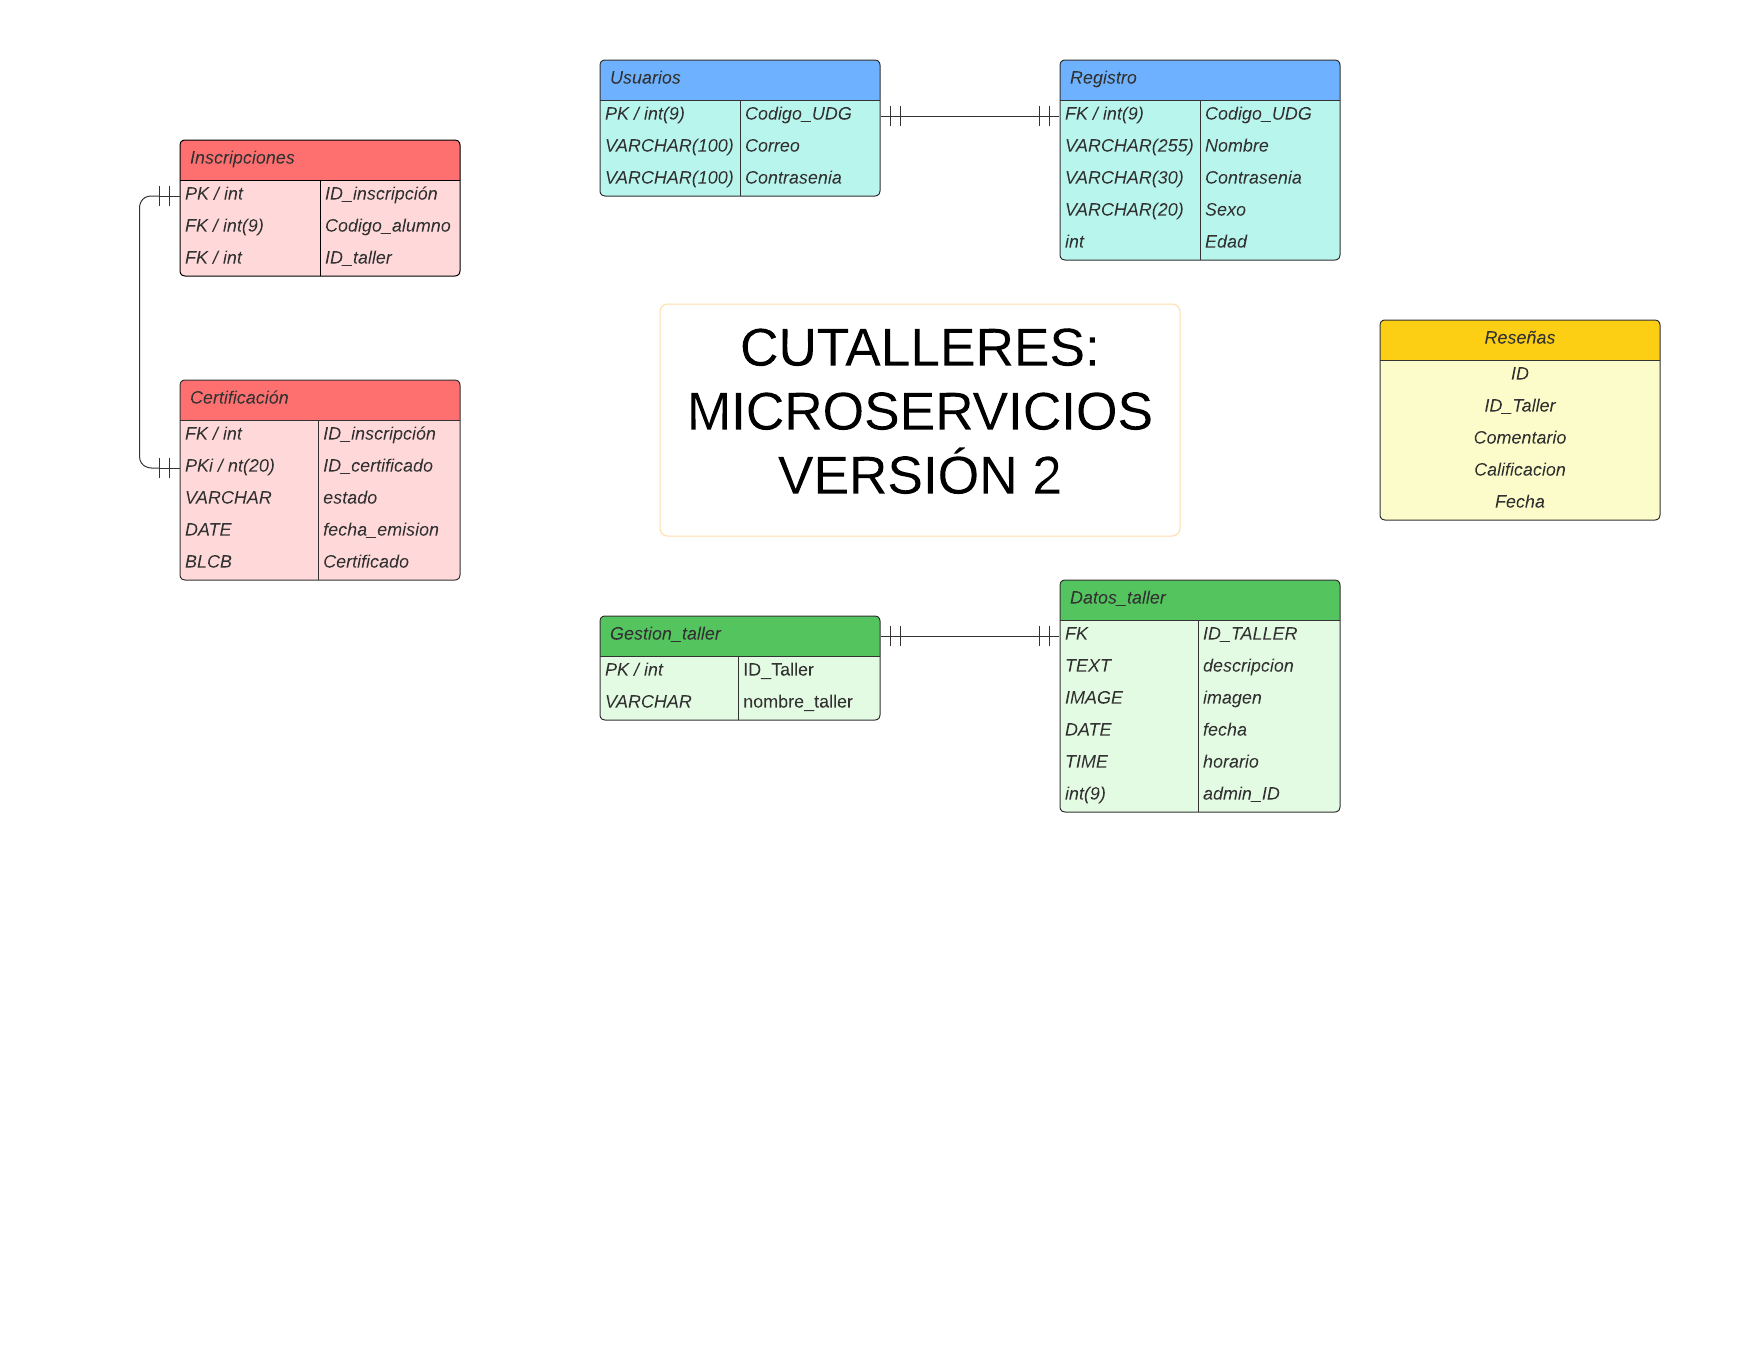 Usuarios
PK / int(9) Codigo_UDG
VARCHAR(100) Correo
VARCHAR(100) Contrasenia
Registro
FK / int(9) Codigo_UDG
VARCHAR(255) Nombre
VARCHAR(30) Contrasenia
VARCHAR(20) Sexo
int Edad
Inscripciones
PK / int ID_inscripción
FK / int(9) Codigo_alumno
FK / int ID_taller
Certificación
FK / int ID_inscripción
PKi / nt(20) ID_certificado
VARCHAR estado
DATE fecha_emision
BLCB Certificado
CUTALLERES:
MICROSERVICIOS
VERSIÓN 2
Reseñas
ID
ID_Taller
Comentario
Calificacion
Fecha
Gestion_taller
PK / int ID_Taller
VARCHAR nombre_taller
Datos_taller
FK ID_TALLER
TEXT descripcion
IMAGE imagen
DATE fecha
TIME horario
int(9) admin_ID